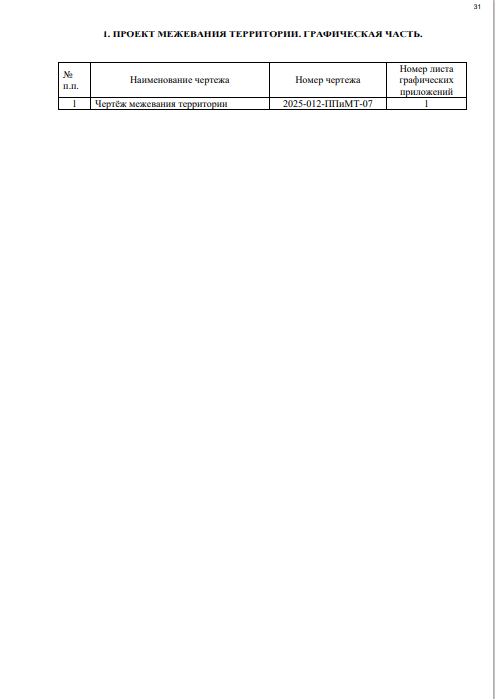 31
1. ПРОЕКТ МЕЖЕВАНИЯ ТЕРРИТОРИИ. ГРАФИЧЕСКАЯ ЧАСТЬ.
№ п.п. Наименование чертежа Номер чертежа Номер листа графических приложений
1 Чертёж межевания территории 2025-012-ППиМТ-07 1